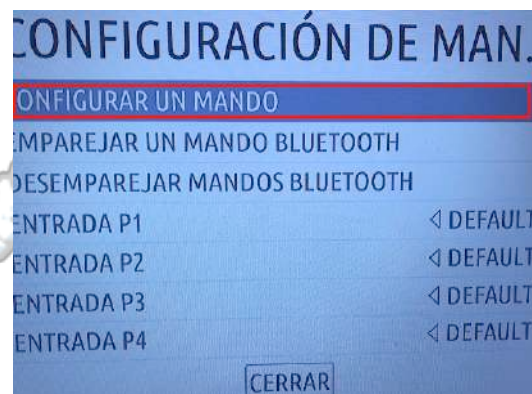 CONFIGURACIÓN DE MAN.
ONFIGURAR UN MANDO
EMPAREJAR UN MANDO BLUETOOTH
DESEMPAREJAR MANDOS BLUETOOTH
ENTRADA P1 ◁ DEFAULT
ENTRADA P2 ◁ DEFAULT
ENTRADA P3 ◁ DEFAULT
ENTRADA P4 ◁ DEFAULT
CERRAR